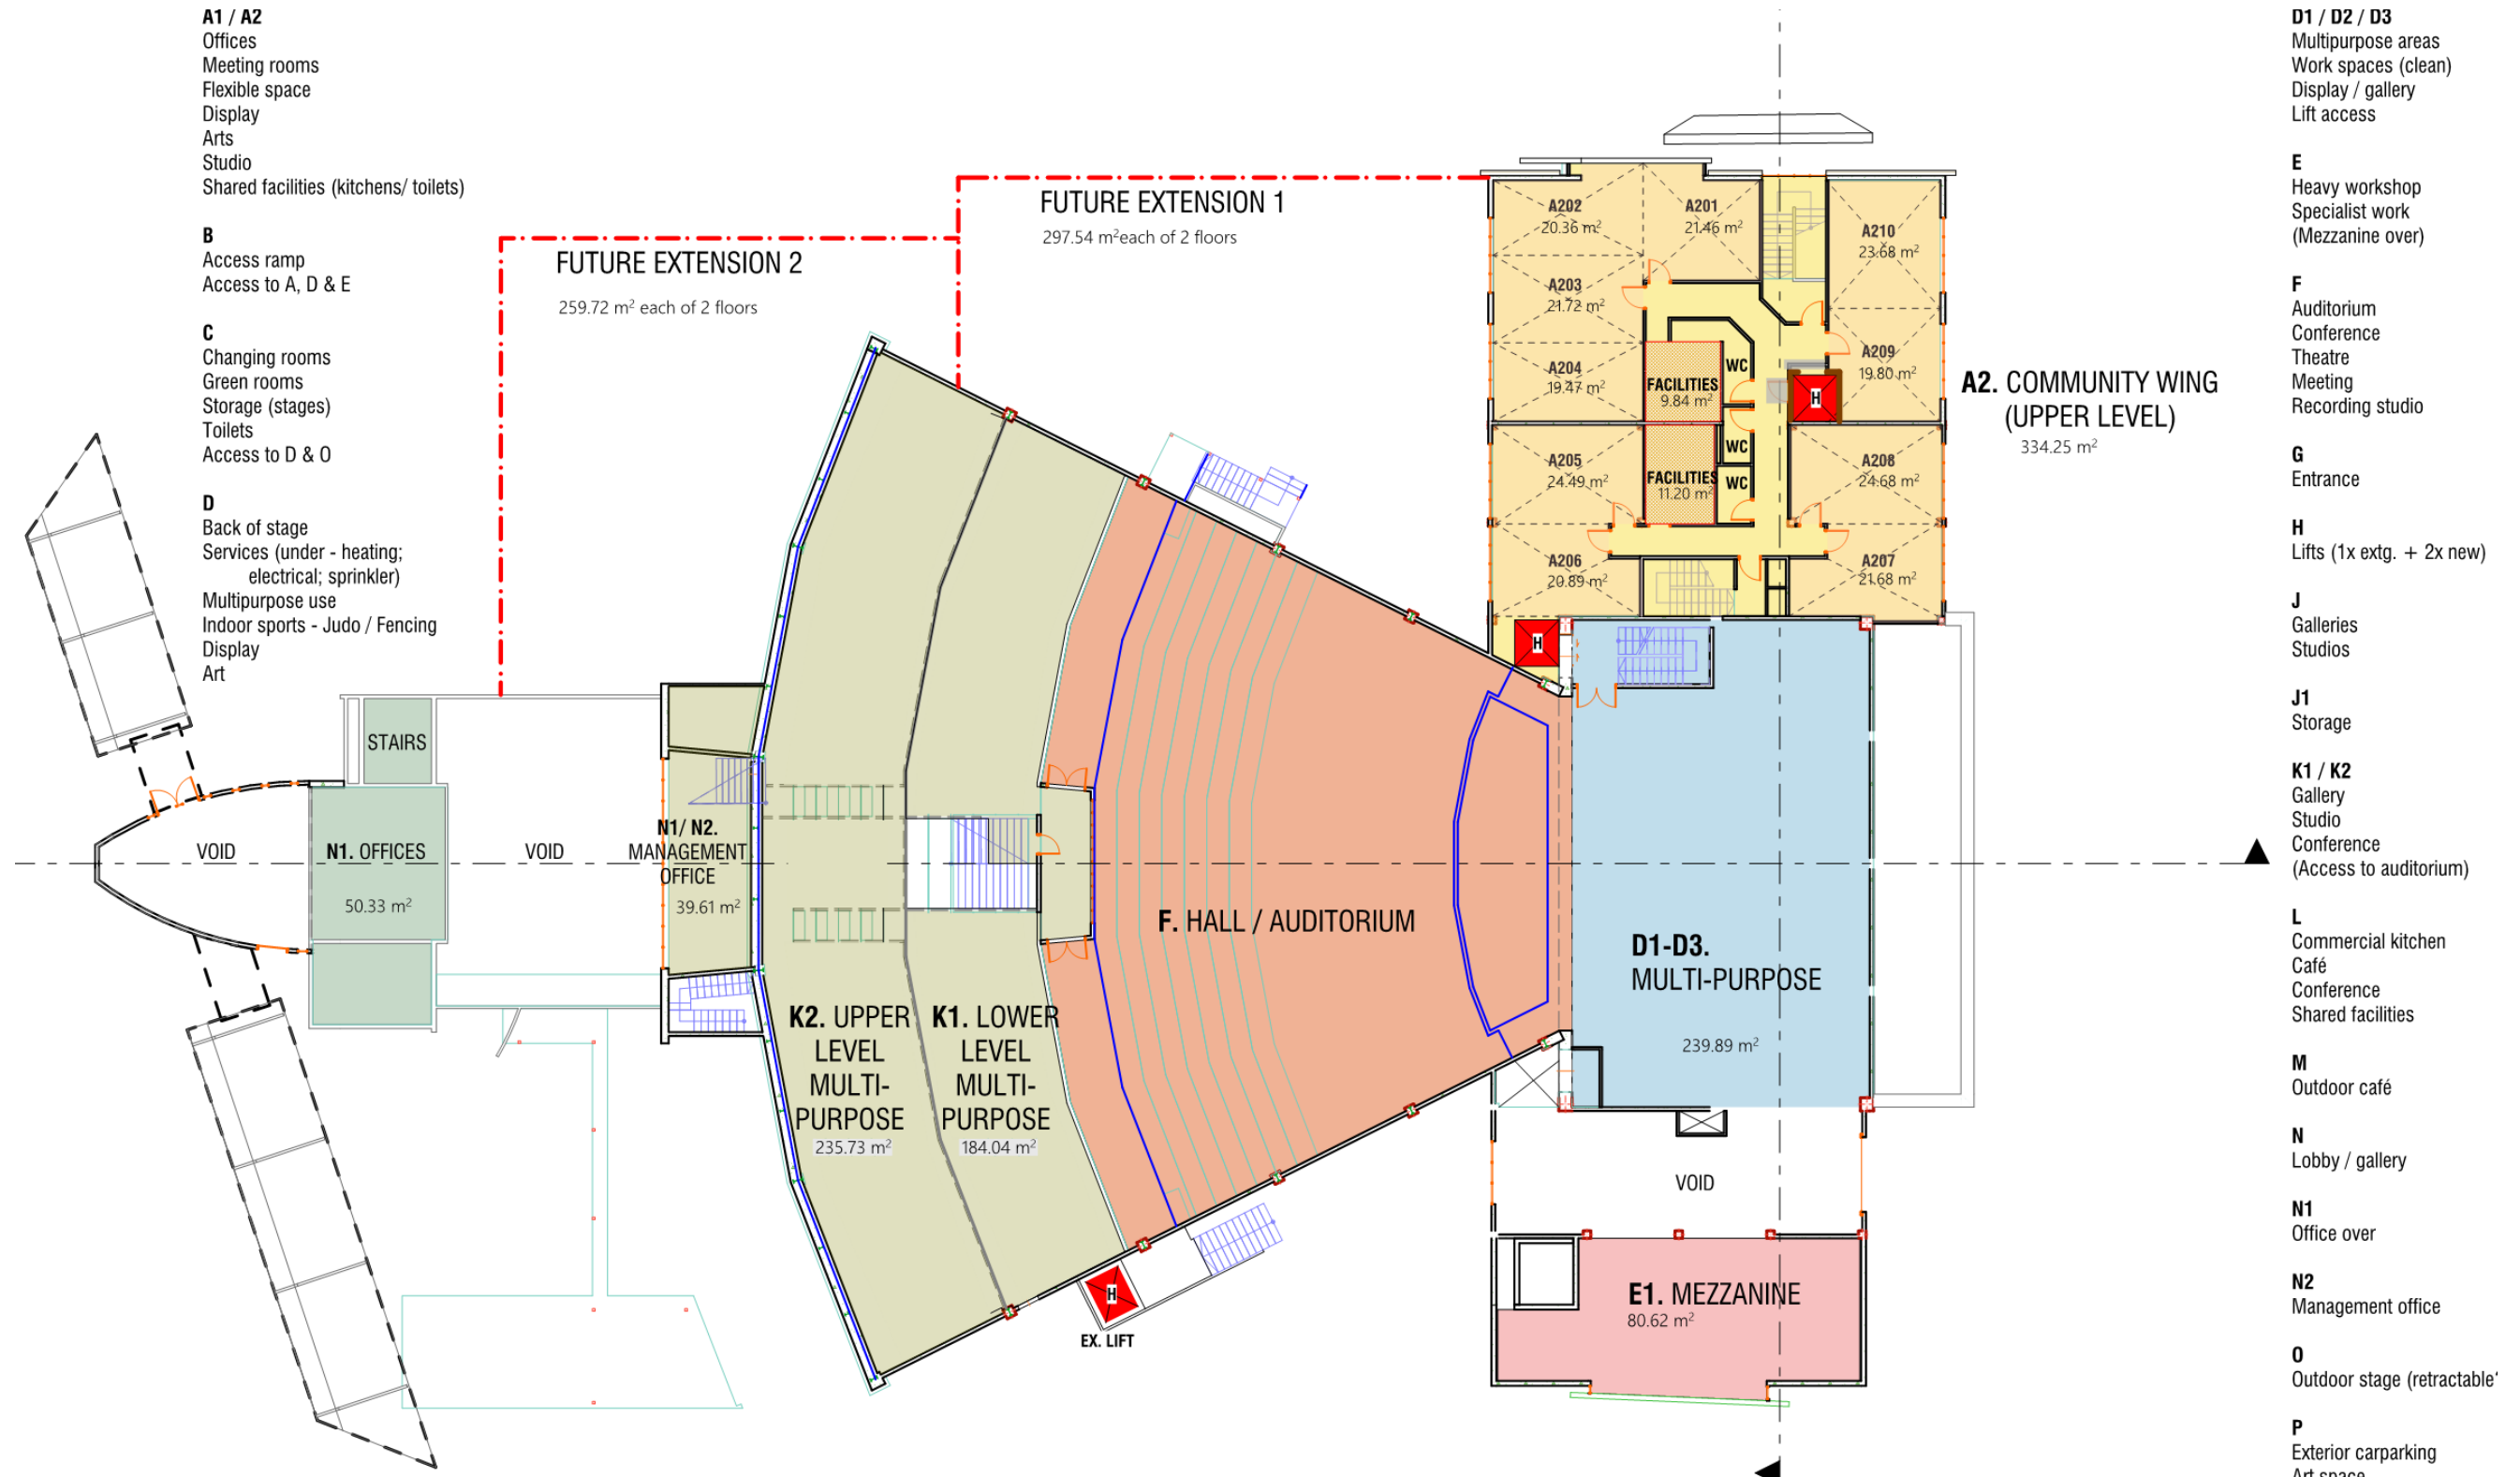 A1 / A2
Offices
Meeting rooms
Flexible space
Display
Arts
Studio
Shared facilities (kitchens/ toilets)
B
Access ramp
Access to A, D & E
C
Changing rooms
Green rooms
Storage (stages)
Toilets
Access to D & O
D
Back of stage
Services (under - heating;
electrical; sprinkler)
Multipurpose use
Indoor sports - Judo / Fencing
Display
Art
FUTURE EXTENSION 2
259.72 m² each of 2 floors
FUTURE EXTENSION 1
297.54 m²each of 2 floors
A202
20.36 m²
A201
21.46 m²
A210
23.68 m²
A203
21.72 m²
A204
19.47 m²
FACILITIES
9.84 m²
WC
H
A209
19.80 m²
A205
24.49 m²
FACILITIES
11.20 m²
WC
WC
A208
24.68 m²
A206
20.89 m²
A207
21.68 m²
H
A2. COMMUNITY WING
(UPPER LEVEL)
334.25 m²
STAIRS
VOID
N1. OFFICES
50.33 m²
VOID
N1/ N2.
MANAGEMENT
OFFICE
39.61 m²
K2. UPPER
LEVEL
MULTI-
PURPOSE
235.73 m²
K1. LOWER
LEVEL
MULTI-
PURPOSE
184.04 m²
F. HALL / AUDITORIUM
D1-D3.
MULTI-PURPOSE
239.89 m²
VOID
H
EX. LIFT
E1. MEZZANINE
80.62 m²
D1 / D2 / D3
Multipurpose areas
Work spaces (clean)
Display / gallery
Lift access
E
Heavy workshop
Specialist work
(Mezzanine over)
F
Auditorium
Conference
Theatre
Meeting
Recording studio
G
Entrance
H
Lifts (1x extg. + 2x new)
J
Galleries
Studios
J1
Storage
K1 / K2
Gallery
Studio
Conference
(Access to auditorium)
L
Commercial kitchen
Café
Conference
Shared facilities
M
Outdoor café
N
Lobby / gallery
N1
Office over
N2
Management office
O
Outdoor stage (retractable
P
Exterior carparking
Art space